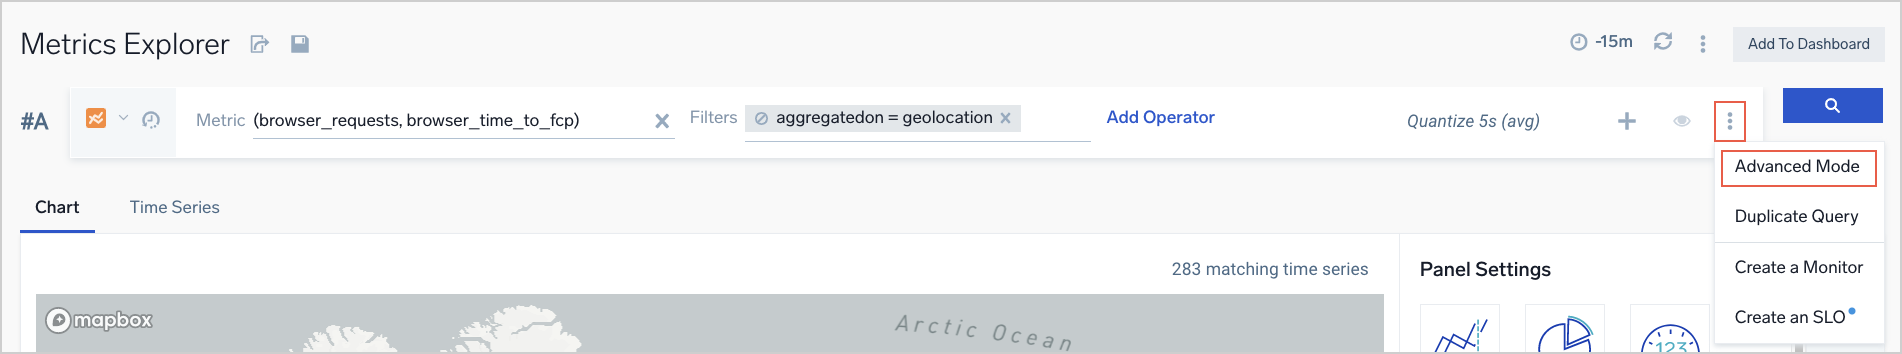 Metrics Explorer
-15m
Add To Dashboard
#A
Metric (browser_requests, browser_time_to_fcp)
Filters aggregatedon = geolocation
Add Operator
Quantize 5s (avg)
Advanced Mode
Duplicate Query
Create a Monitor
Create an SLO
Chart
Time Series
283 matching time series
Panel Settings
mapbox
Arctic Ocean
123